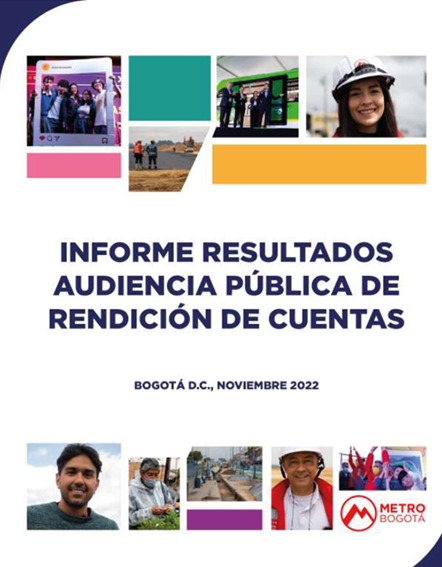 INFORME RESULTADOS
AUDIENCIA PÚBLICA DE
RENDICIÓN DE CUENTAS
BOGOTÁ D.C., NOVIEMBRE 2022
METRO
BOGOTÁ